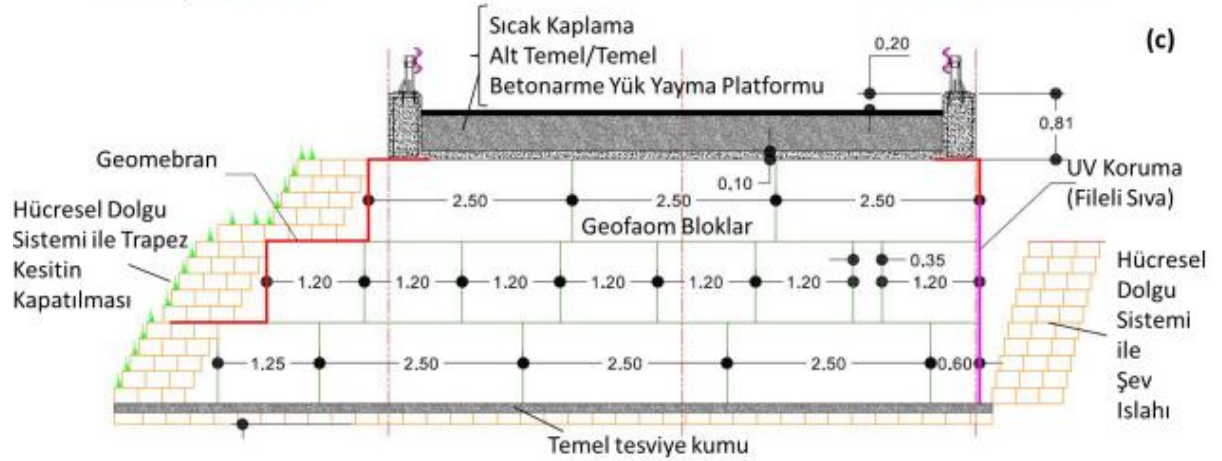 Sıcak Kaplama
Alt Temel/Temel
Betonarme Yük Yayma Platformu
0,20
(c)
0,81
Geomebran
0,10
UV Koruma
(Fileli Sıva)
2.50
2.50
2.50
Hücresel Dolgu
Sistemi ile Trapez
Kesitin
Kapatılması
Geofaom Bloklar
0,35
1,20
1,20
1,20
1,20
1,20
1,20
1,20
Hücresel
Dolgu
Sistemi
ile
Şev
Islahı
1.25
2.50
2.50
2.50
0,60
Temel tesviye kumu